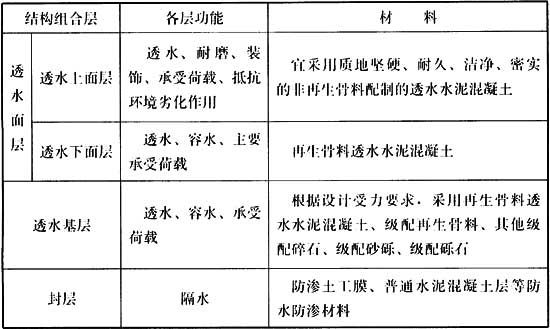 结构组合层 各层功能 材 料
透水面层
透水上面层
透水、耐磨、装
饰、承受荷载、抵抗
环境劣化作用
宜采用质地坚硬、耐久、洁净、密实
的非再生骨料配制的透水水泥混凝土
透水下面层
透水、容水、主要
承受荷载
再生骨料透水水泥混凝土
透水基层
透水、容水、承受
荷载
根据设计受力要求，采用再生骨料透
水水泥混凝土、级配再生骨料、其他级
配碎石、级配砂砾、级配砾石
封层
隔水
防渗土工膜、普通水泥混凝土层等防
水防渗材料